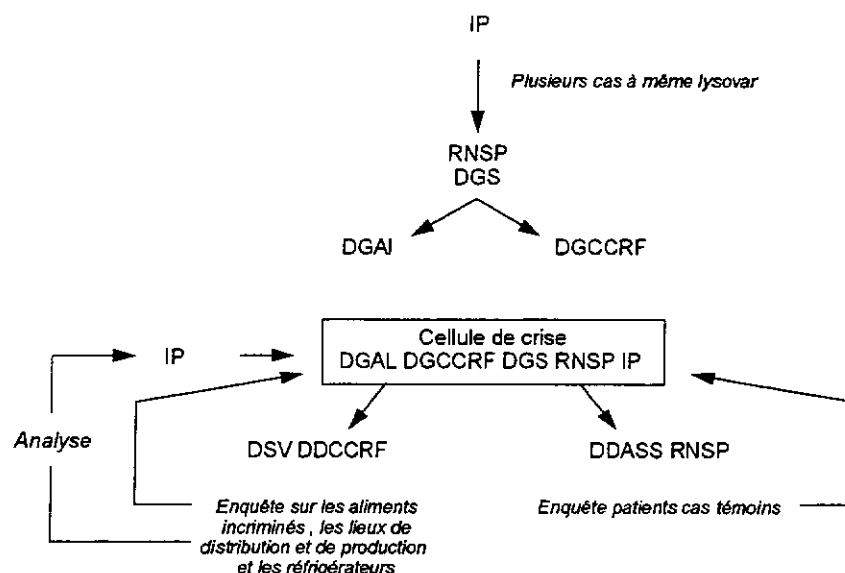 IP
Plusieurs cas à même lysovar
RNSP
DGS
DGAI DGCCRF
Cellule de crise
DGAL DGCCRF DGS RNSP IP
IP
Analyse
DSV DDCCRF
DDASS RNSP
Enquête sur les aliments
incriminés , les lieux de
distribution et de production
et les réfrigérateurs
Enquête patients cas témoins